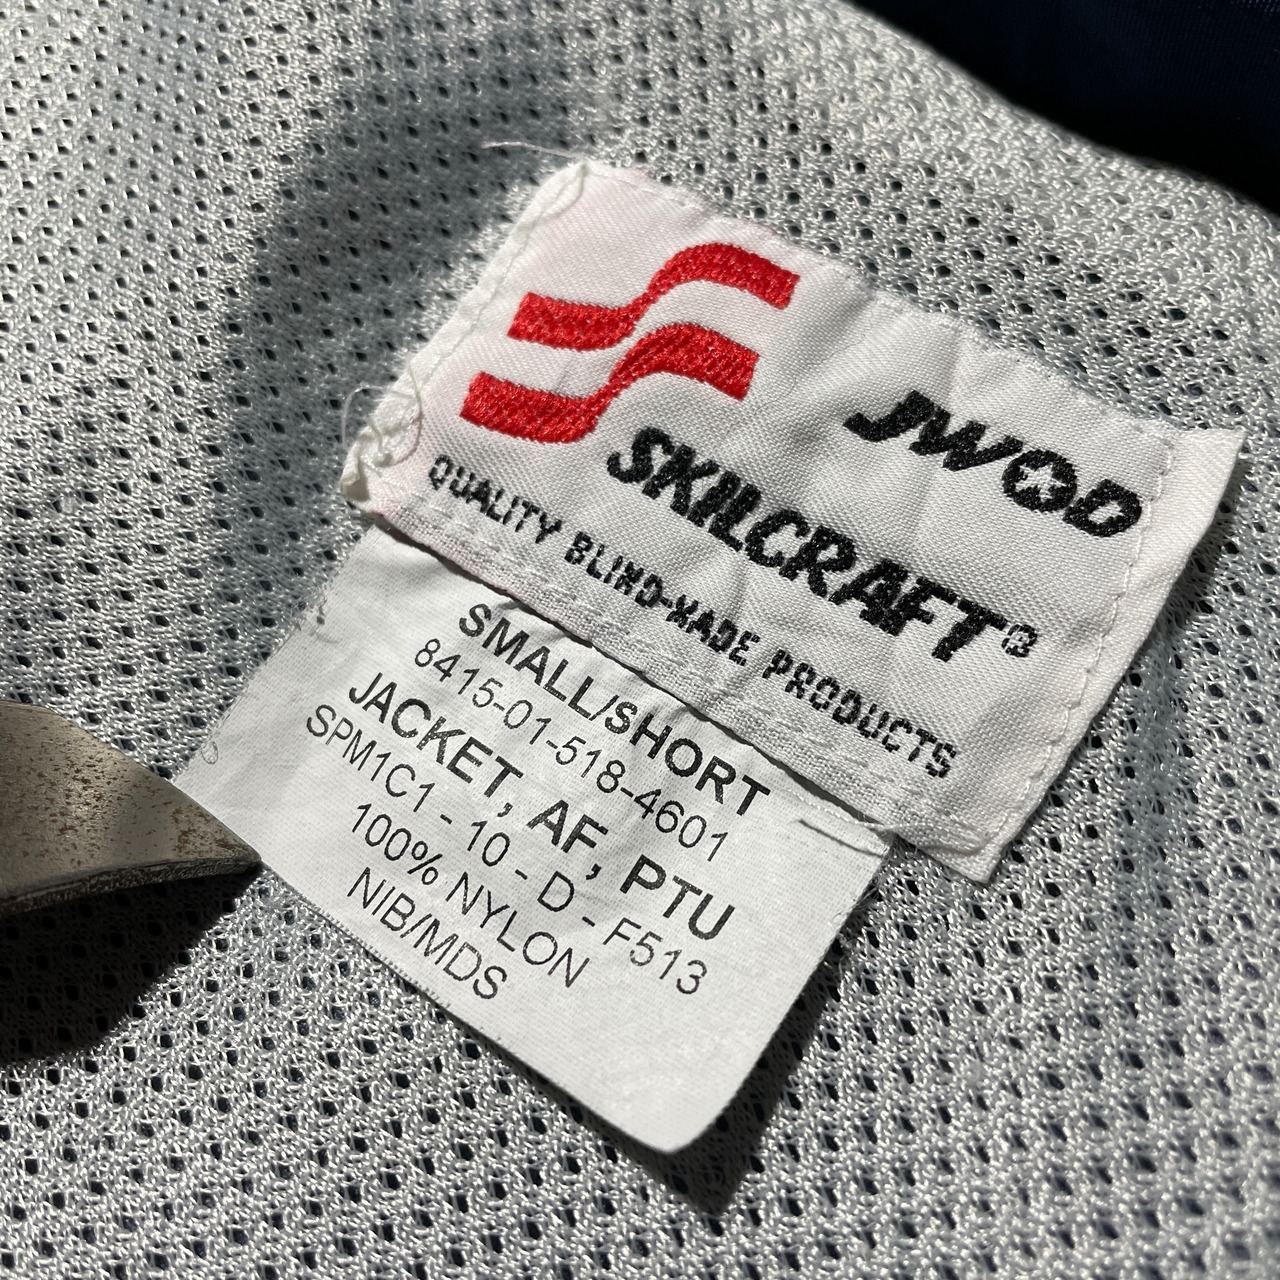 JWOD
SKILCRAFT®
QUALITY BLIND-MADE PRODUCTS
SMALL/SHORT
8415-01-518-4601
JACKET, AF, PTU
SPM1C1 - 10 - D - F513
100% NYLON
NIB/MDS